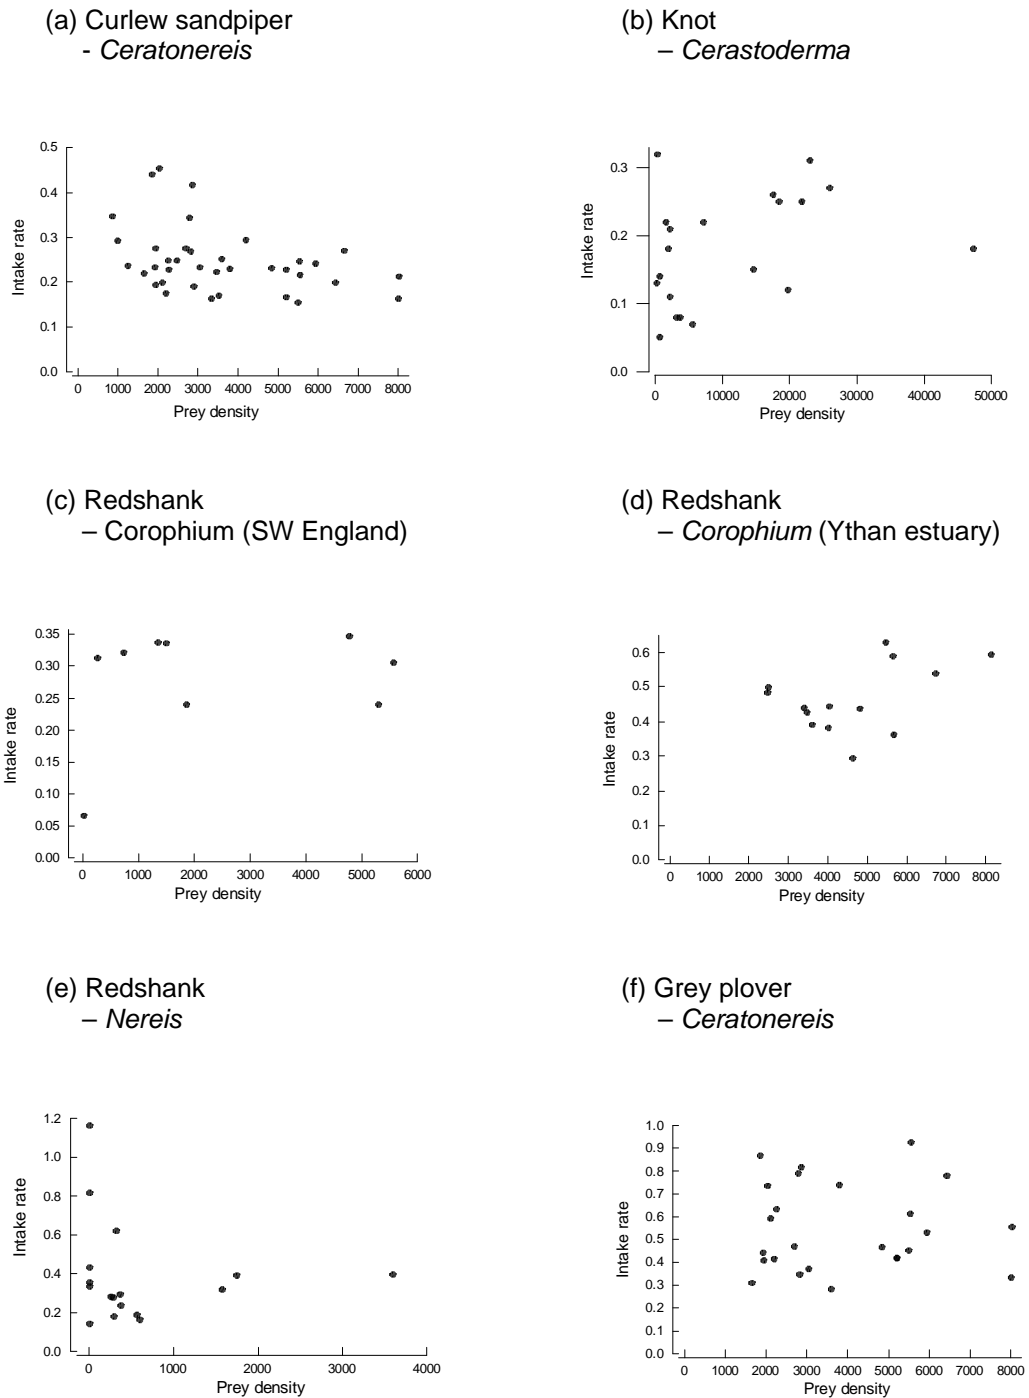 (a) Curlew sandpiper
- Ceratonereis
0.5
0.4
0.3
0.2
0.1
0.0
Intake rate
0 1000 2000 3000 4000 5000 6000 7000 8000
Prey density
(b) Knot
– Cerastoderma
0.3
0.2
0.1
0.0
Intake rate
0 10000 20000 30000 40000 50000
Prey density
(c) Redshank
– Corophium (SW England)
0.35
0.30
0.25
0.20
0.15
0.10
0.05
0.00
Intake rate
0 1000 2000 3000 4000 5000 6000
Prey density
(d) Redshank
– Corophium (Ythan estuary)
0.6
0.5
0.4
0.3
0.2
0.1
0.0
Intake rate
0 1000 2000 3000 4000 5000 6000 7000 8000
Prey density
(e) Redshank
– Nereis
1.2
1.0
0.8
0.6
0.4
0.2
0.0
Intake rate
0 1000 2000 3000 4000
Prey density
(f) Grey plover
– Ceratonereis
1.0
0.9
0.8
0.7
0.6
0.5
0.4
0.3
0.2
0.1
0.0
Intake rate
0 1000 2000 3000 4000 5000 6000 7000 8000
Prey density